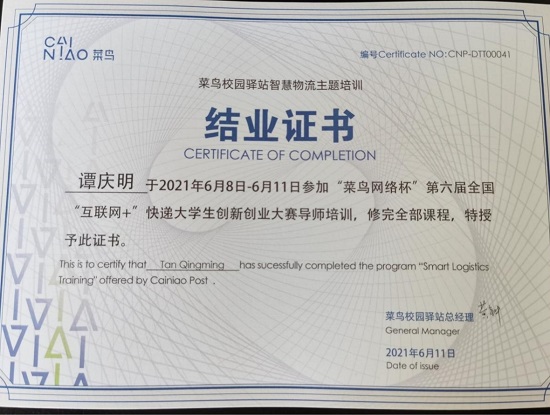 CAI
NIAO 菜鸟
编号Certificate NO:CNP-DTT00041
菜鸟校园驿站智慧物流主题培训
结业证书
CERTIFICATE OF COMPLETION
谭庆明 于2021年6月8日-6月11日参加“菜鸟网络杯”第六届全国
“互联网+”快递大学生创新创业大赛导师培训，修完全部课程，特授
予此证书。
This is to certify that Tan Qingming has sucessfully completed the program “Smart Logistics
Training” offered by Cainiao Post .
菜鸟校园驿站总经理
General Manager
2021年6月11日
Date of issue